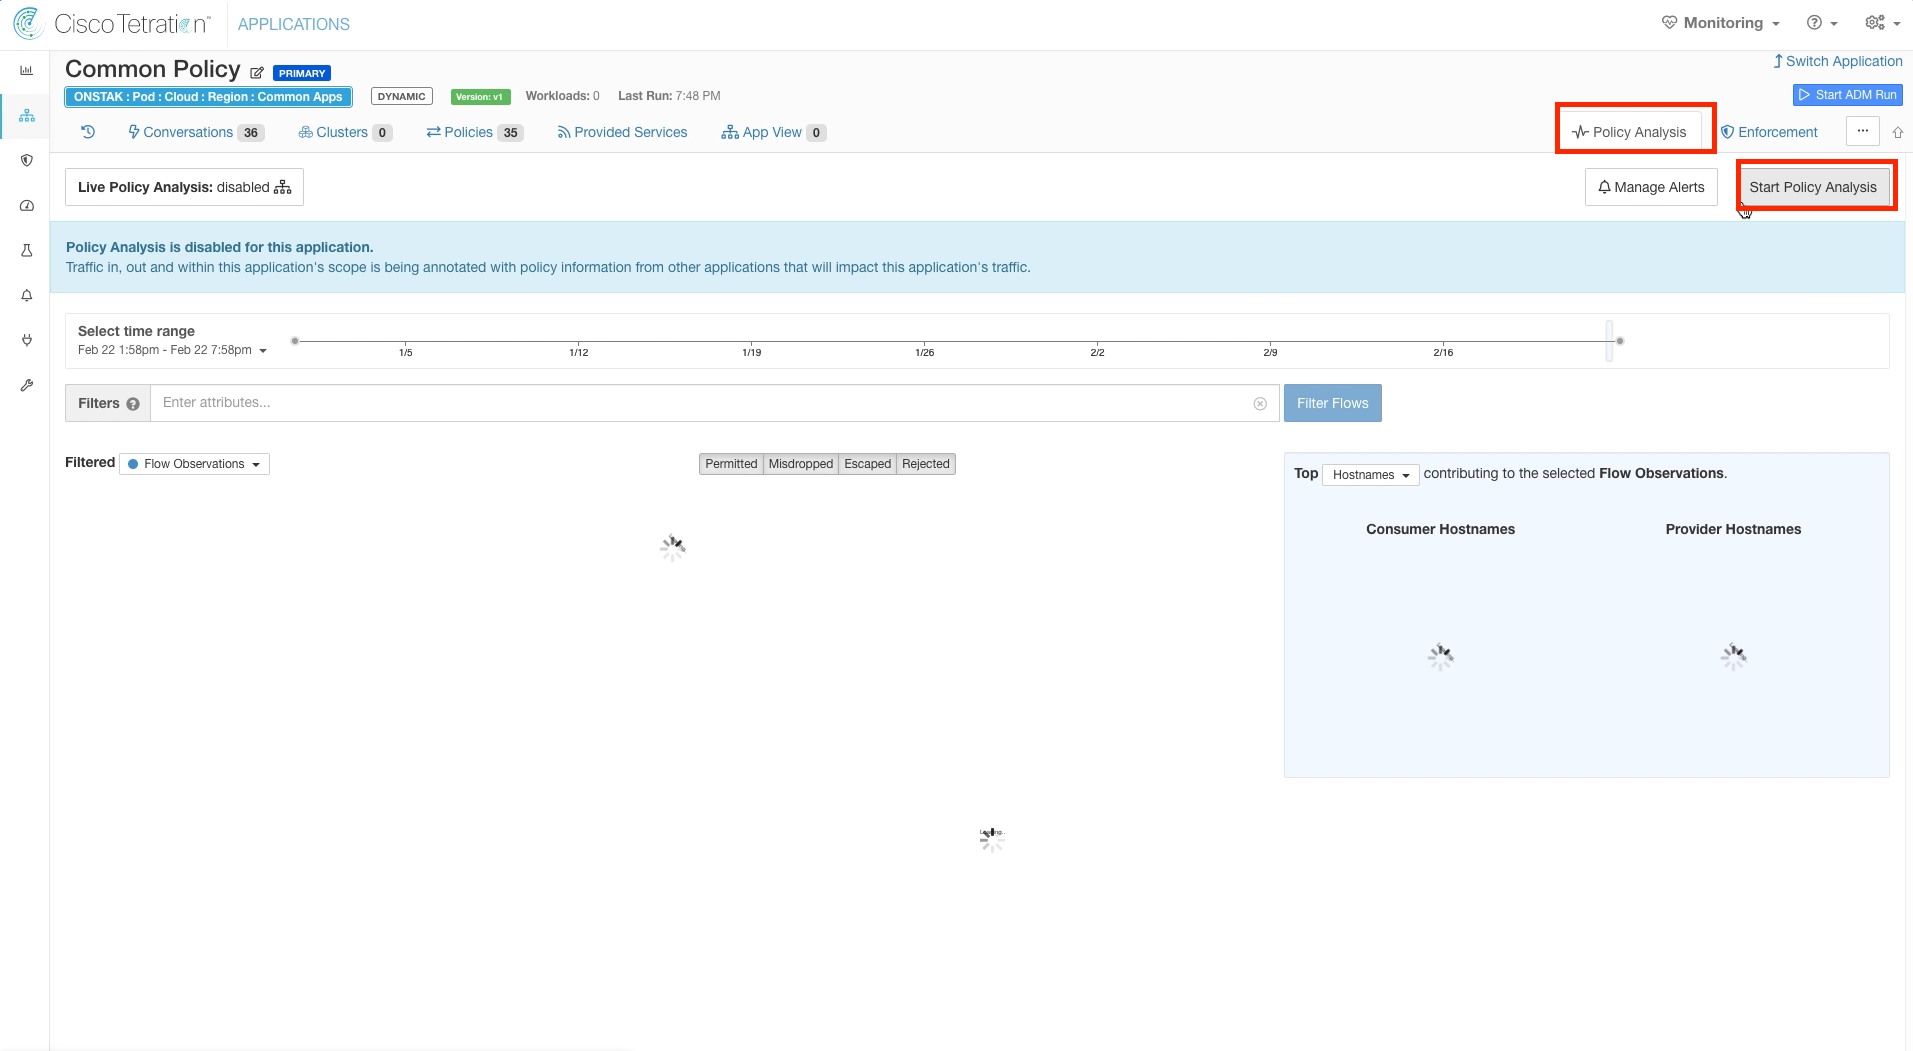 Cisco Tetration™ APPLICATIONS Monitoring
Common Policy PRIMARY
Switch Application
ONSTAK : Pod : Cloud : Region : Common Apps DYNAMIC Version: v1 Workloads: 0 Last Run: 7:48 PM
Start ADM Run
Conversations 36 Clusters 0 Policies 35 Provided Services App View 0 Policy Analysis Enforcement ...
Live Policy Analysis: disabled Manage Alerts Start Policy Analysis
Policy Analysis is disabled for this application.
Traffic in, out and within this application's scope is being annotated with policy information from other applications that will impact this application's traffic.
Select time range
Feb 22 1:58pm - Feb 22 7:58pm
1/5 1/12 1/19 1/26 2/2 2/9 2/16
Filters ? Enter attributes... Filter Flows
Filtered Flow Observations Permitted Misdropped Escaped Rejected
Top Hostnames contributing to the selected Flow Observations.
Consumer Hostnames Provider Hostnames